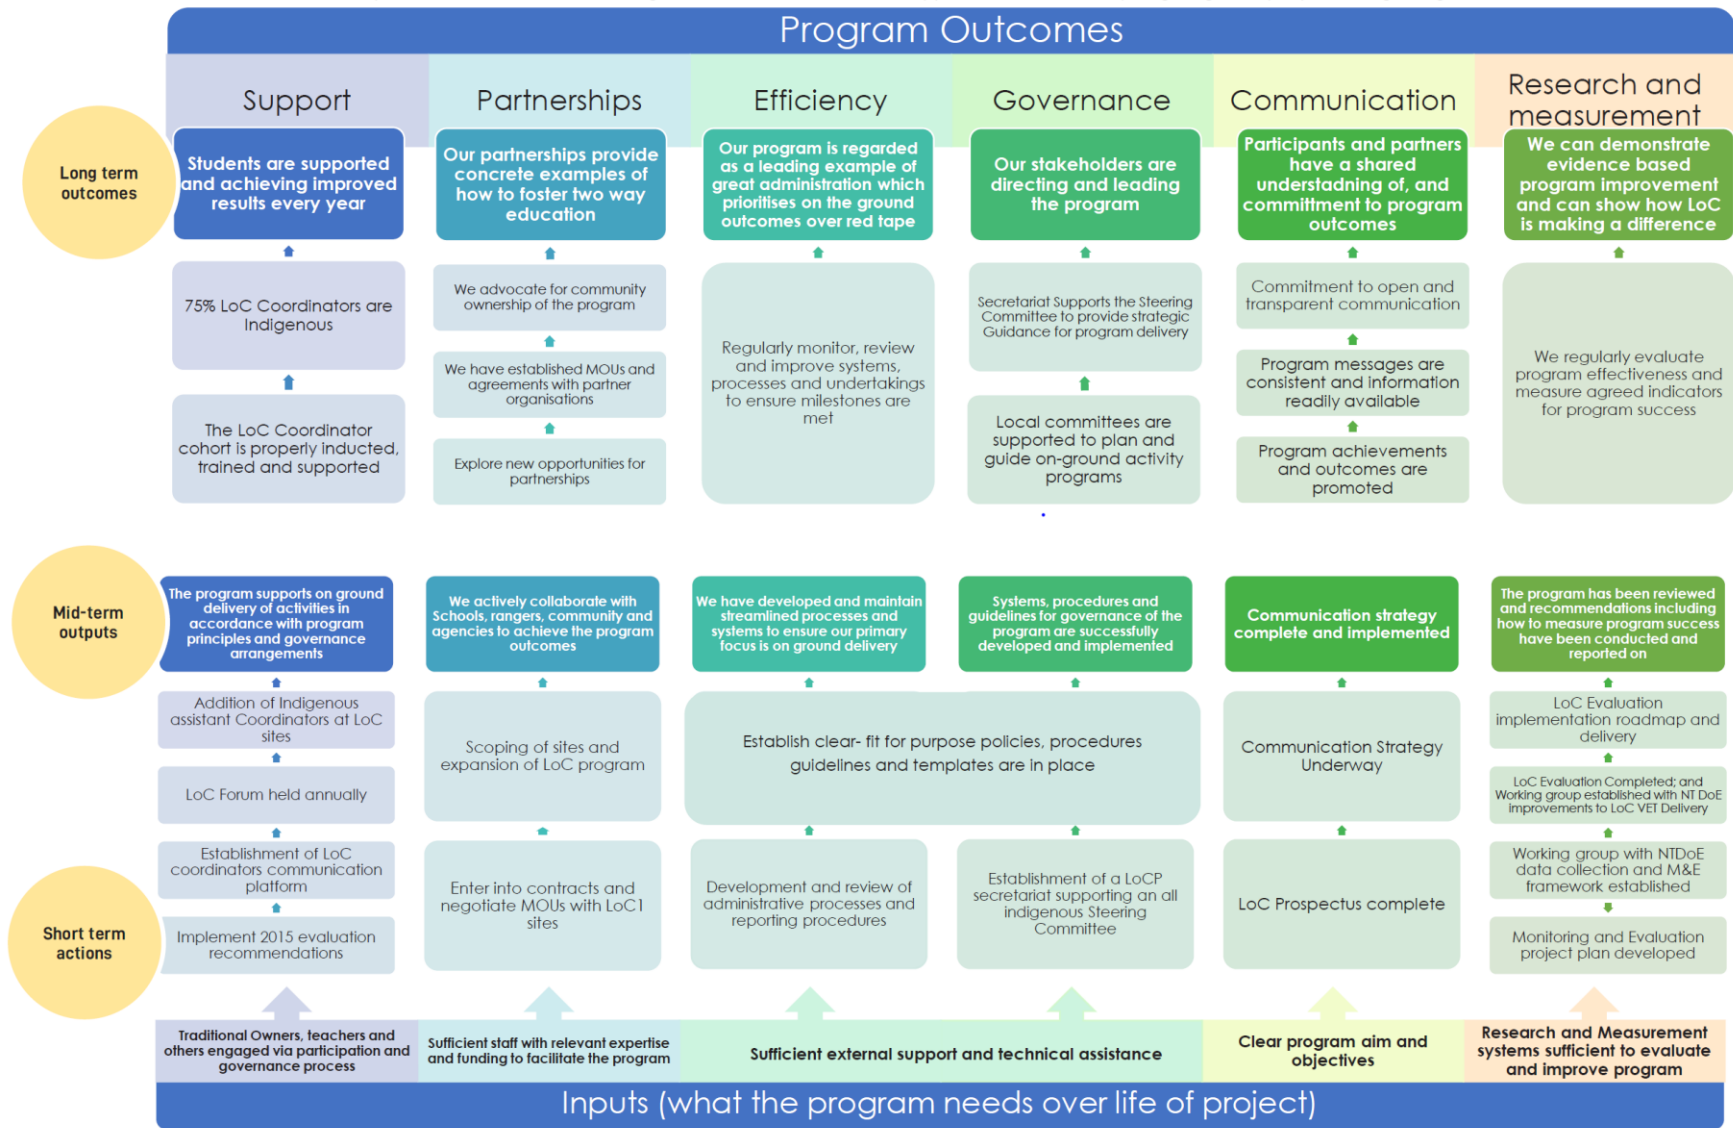 Program Outcomes
Support
Partnerships
Efficiency
Governance
Communication
Research and
measurement
Long term
outcomes
Students are supported
and achieving improved
results every year
Our partnerships provide
concrete examples of
how to foster two way
education
Our program is regarded
as a leading example of
great administration which
prioritises on the ground
outcomes over red tape
Our stakeholders are
directing and leading
the program
Participants and partners
have a shared
understadning of, and
committment to program
outcomes
We can demonstrate
evidence based
program improvement
and can show how LoC
is making a difference
75% LoC Coordinators are
Indigenous
The LoC Coordinator
cohort is properly inducted,
trained and supported
We advocate for community
ownership of the program
We have established MOUs and
agreements with partner
organisations
Explore new opportunities for
partnerships
Regularly monitor, review
and improve systems,
processes and undertakings
to ensure milestones are
met
Secretariat Supports the Steering
Committee to provide strategic
Guidance for program delivery
Local committees are
supported to plan and
guide on-ground activity
programs
Commitment to open and
transparent communication
Program messages are
consistent and information
readily available
Program achievements
and outcomes are
promoted
We regularly evaluate
program effectiveness and
measure agreed indicators
for program success
Mid-term
outputs
The program supports on ground
delivery of activities in
accordance with program
principles and governance
arrangements
We actively collaborate with
Schools, rangers, community and
agencies to achieve the program
outcomes
We have developed and maintain
streamlined processes and
systems to ensure our primary
focus is on ground delivery
Systems, procedures and
guidelines for governance of the
program are successfully
developed and implemented
Communication strategy
complete and implemented
The program has been reviewed
and recommendations including
how to measure program success
have been conducted and
reported on
Addition of Indigenous
assistant Coordinators at LoC
sites
LoC Forum held annually
Establishment of LoC
coordinators communication
platform
Implement 2015 evaluation
recommendations
Scoping of sites and
expansion of LoC program
Enter into contracts and
negotiate MOUs with LoC1
sites
Establish clear- fit for purpose policies, procedures
guidelines and templates are in place
Development and review of
administrative processes and
reporting procedures
Establishment of a LoCP
secretariat supporting an all
indigenous Steering
Committee
Communication Strategy
Underway
LoC Prospectus complete
LoC Evaluation
implementation roadmap and
delivery
LoC Evaluation Completed; and
Working group established with NT DoE
improvements to LoC VET Delivery
Working group with NTDoE
data collection and M&E
framework established
Monitoring and Evaluation
project plan developed
Short term
actions
Traditional Owners, teachers and
others engaged via participation and
governance process
Sufficient staff with relevant expertise
and funding to facilitate the program
Sufficient external support and technical assistance
Clear program aim and
objectives
Research and Measurement
systems sufficient to evaluate
and improve program
Inputs (what the program needs over life of project)